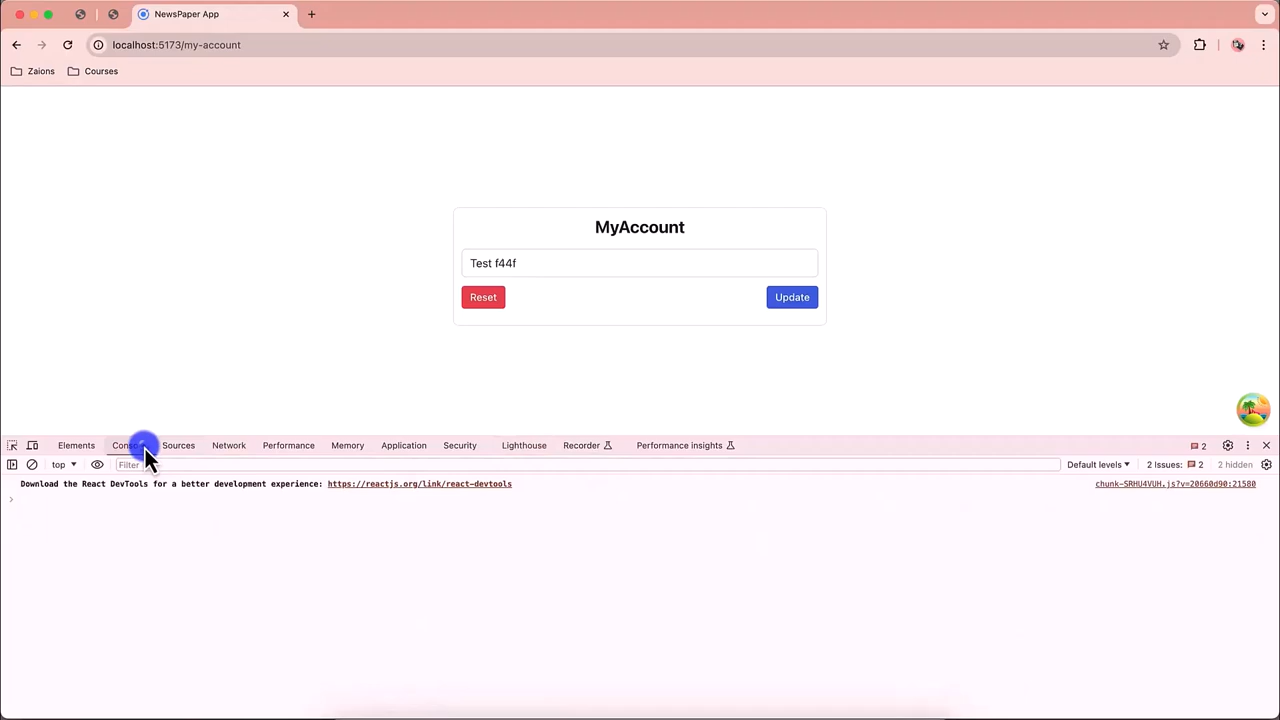 NewsPaper App
localhost:5173/my-account
Zaions Courses
MyAccount
Test f44f
Reset Update
Elements Sources Network Performance Memory Application Security Lighthouse Recorder Performance insights 2
top Filter Default levels 2 Issues: 2 2 hidden
Download the React DevTools for a better development experience: https://reactjs.org/link/react-devtools chunk-SRHU4VUH.js?v=20660d90:21580